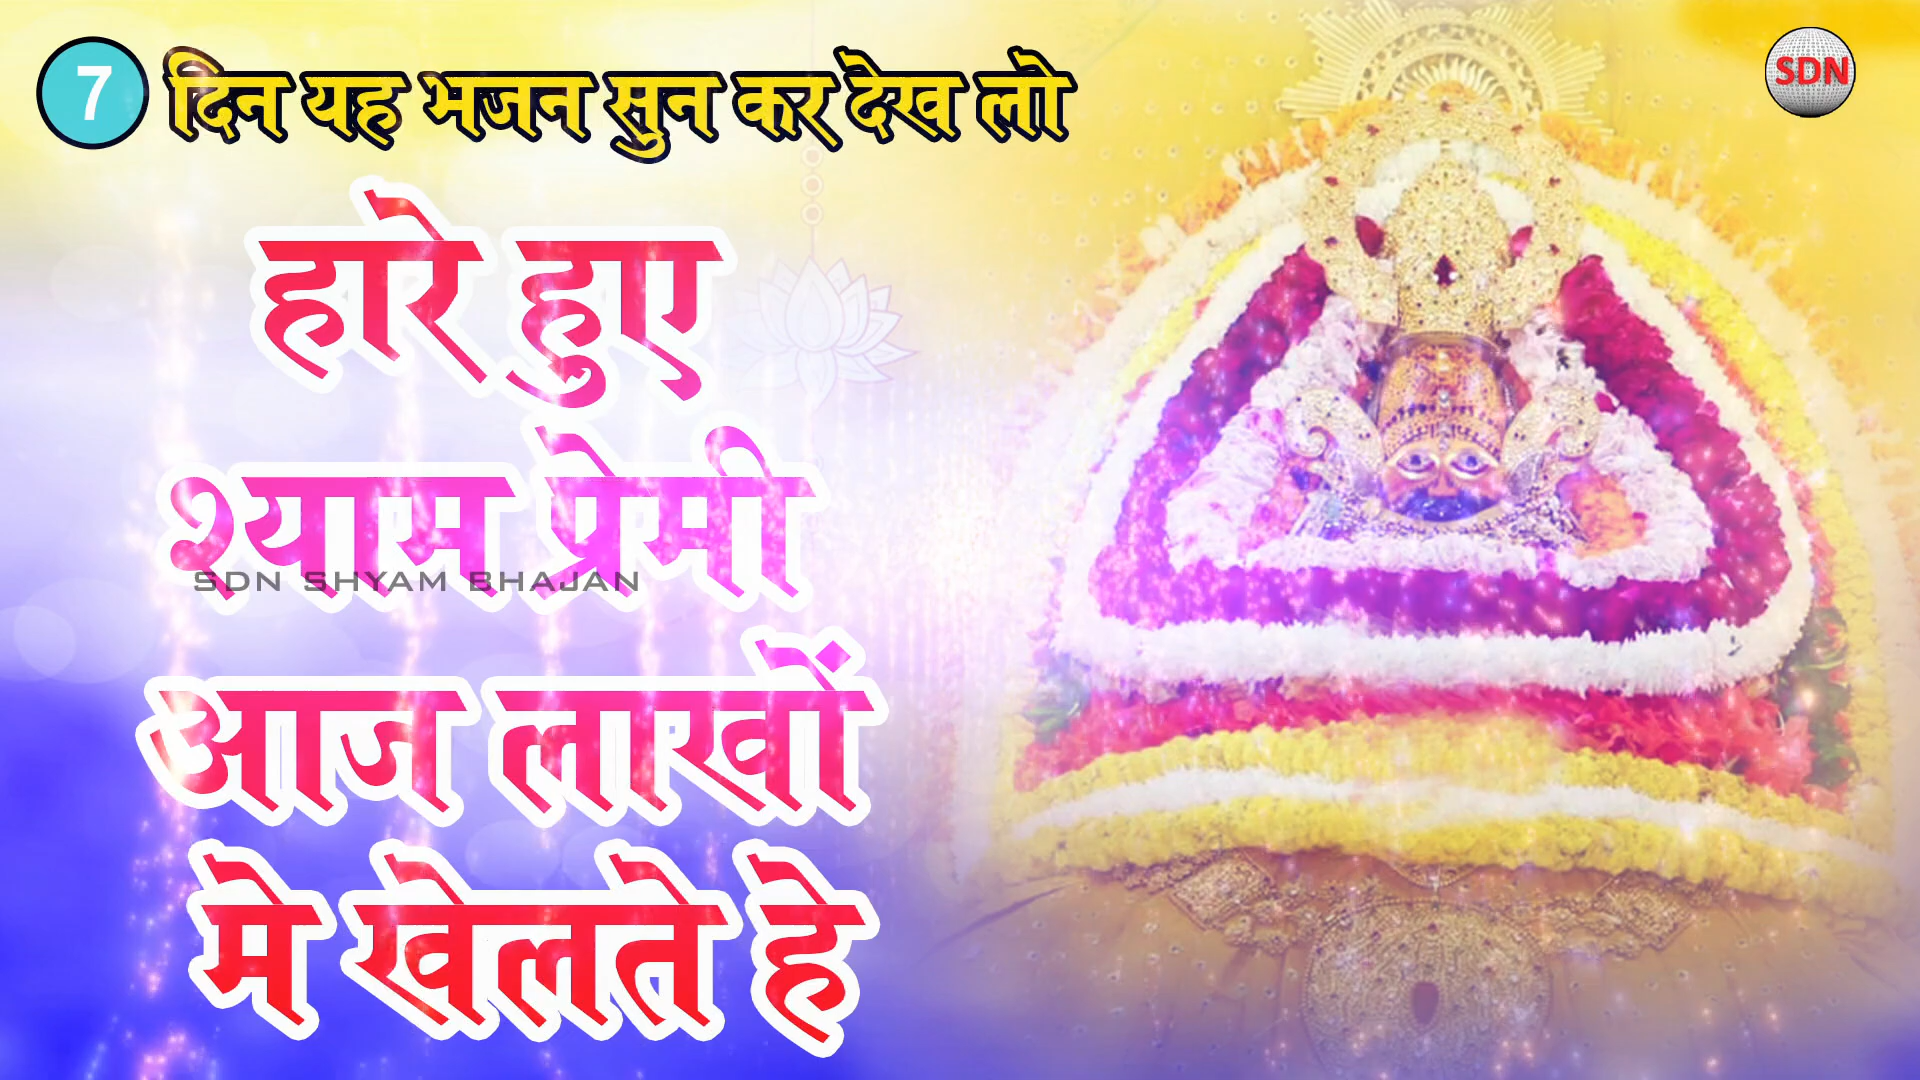 7 दिन यह भजन सुन कर देख लो
SDN
हारे हुए
श्याम प्रेमी
SDN SHYAM BHAJAN
आज लाखों
मे खेलते हे